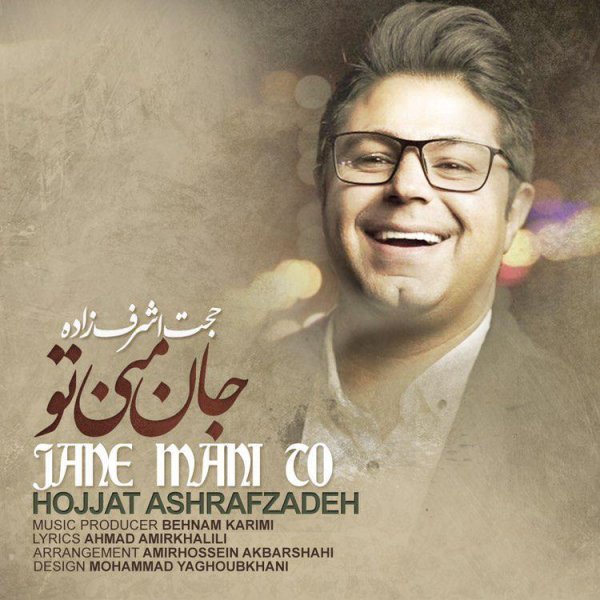 حجت اشرف زاده
جان منی تو
JANE MANI TO
HOJJAT ASHRAFZADEH
MUSIC PRODUCER BEHNAM KARIMI
LYRICS AHMAD AMIRKHALILI
ARRANGEMENT AMIRHOSSEIN AKBARSHAHI
DESIGN MOHAMMAD YAGHOUBKHANI